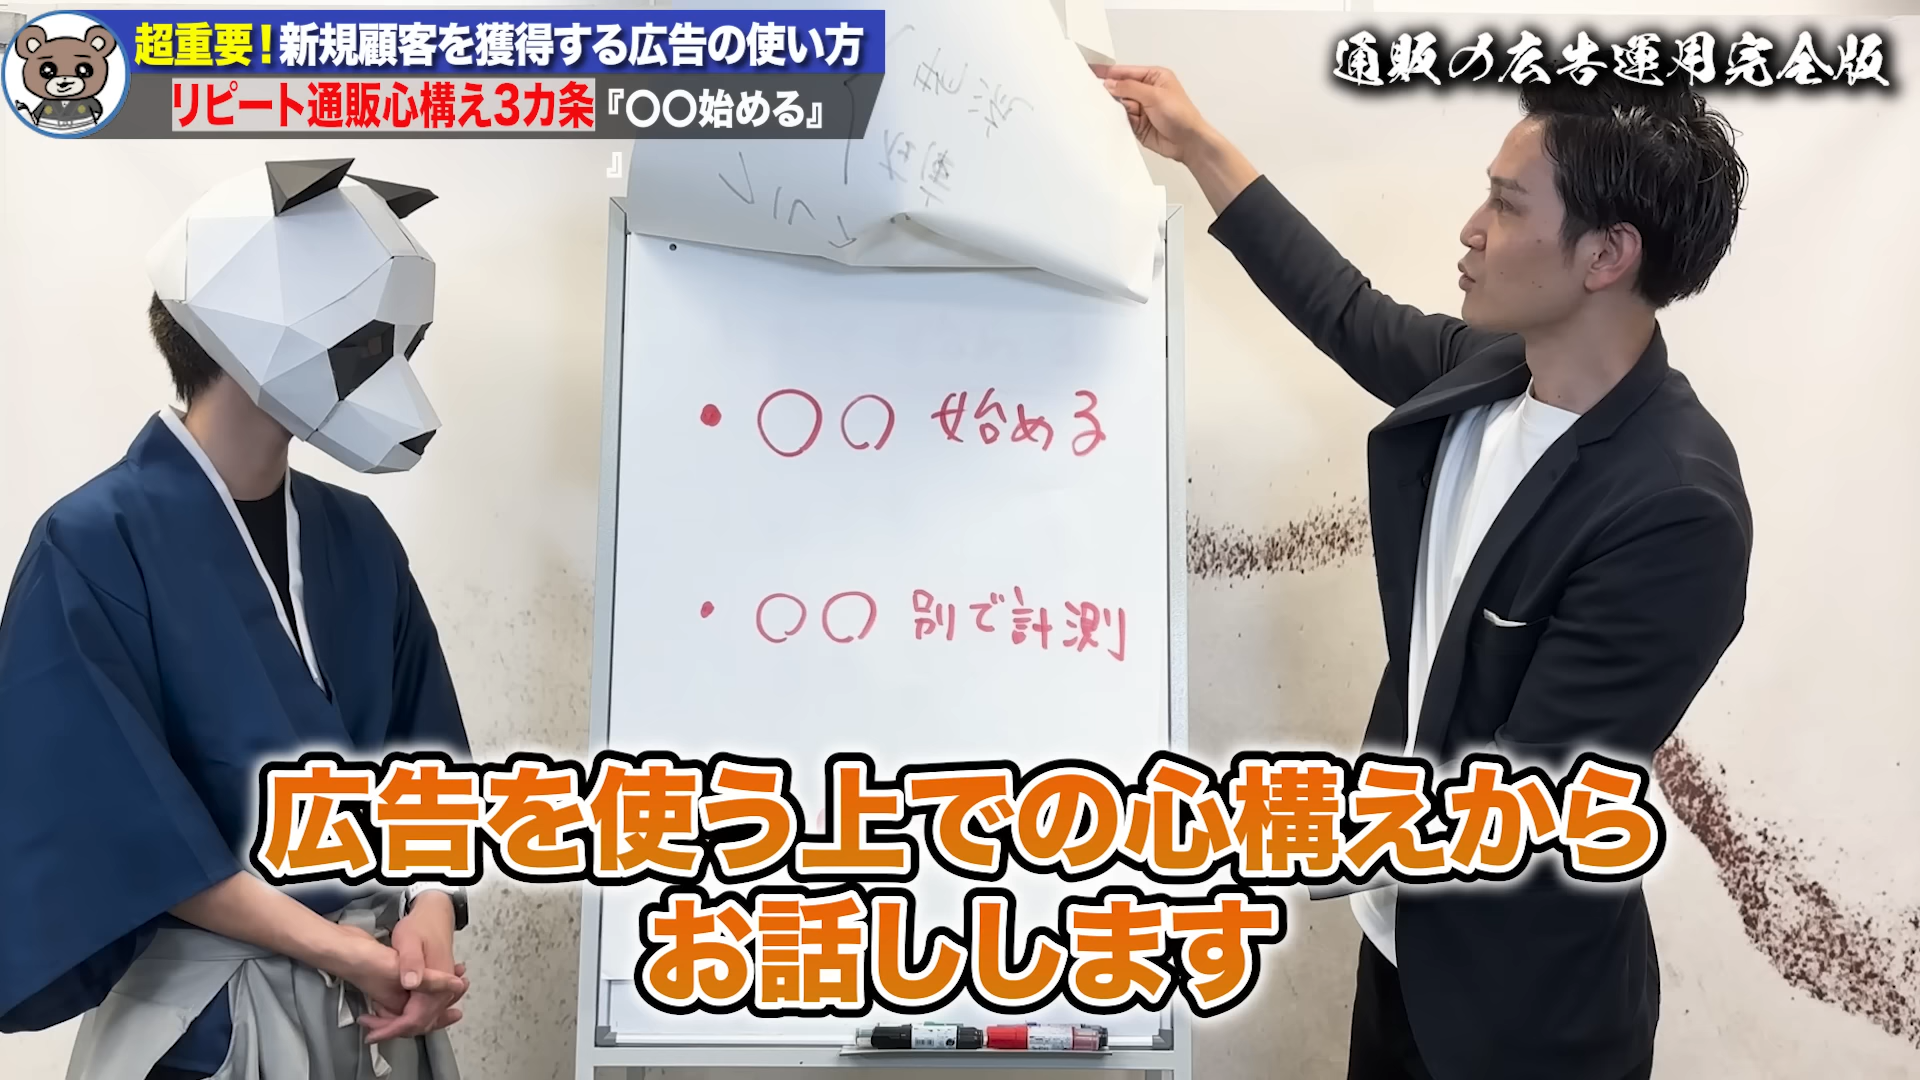 超重要!新規顧客を獲得する広告の使い方
リピート通販心構え3カ条『〇〇始める』
』
通販の広告運用完全版
・〇〇 始める
・〇〇 別で計測
広告を使う上での心構えから
お話しします